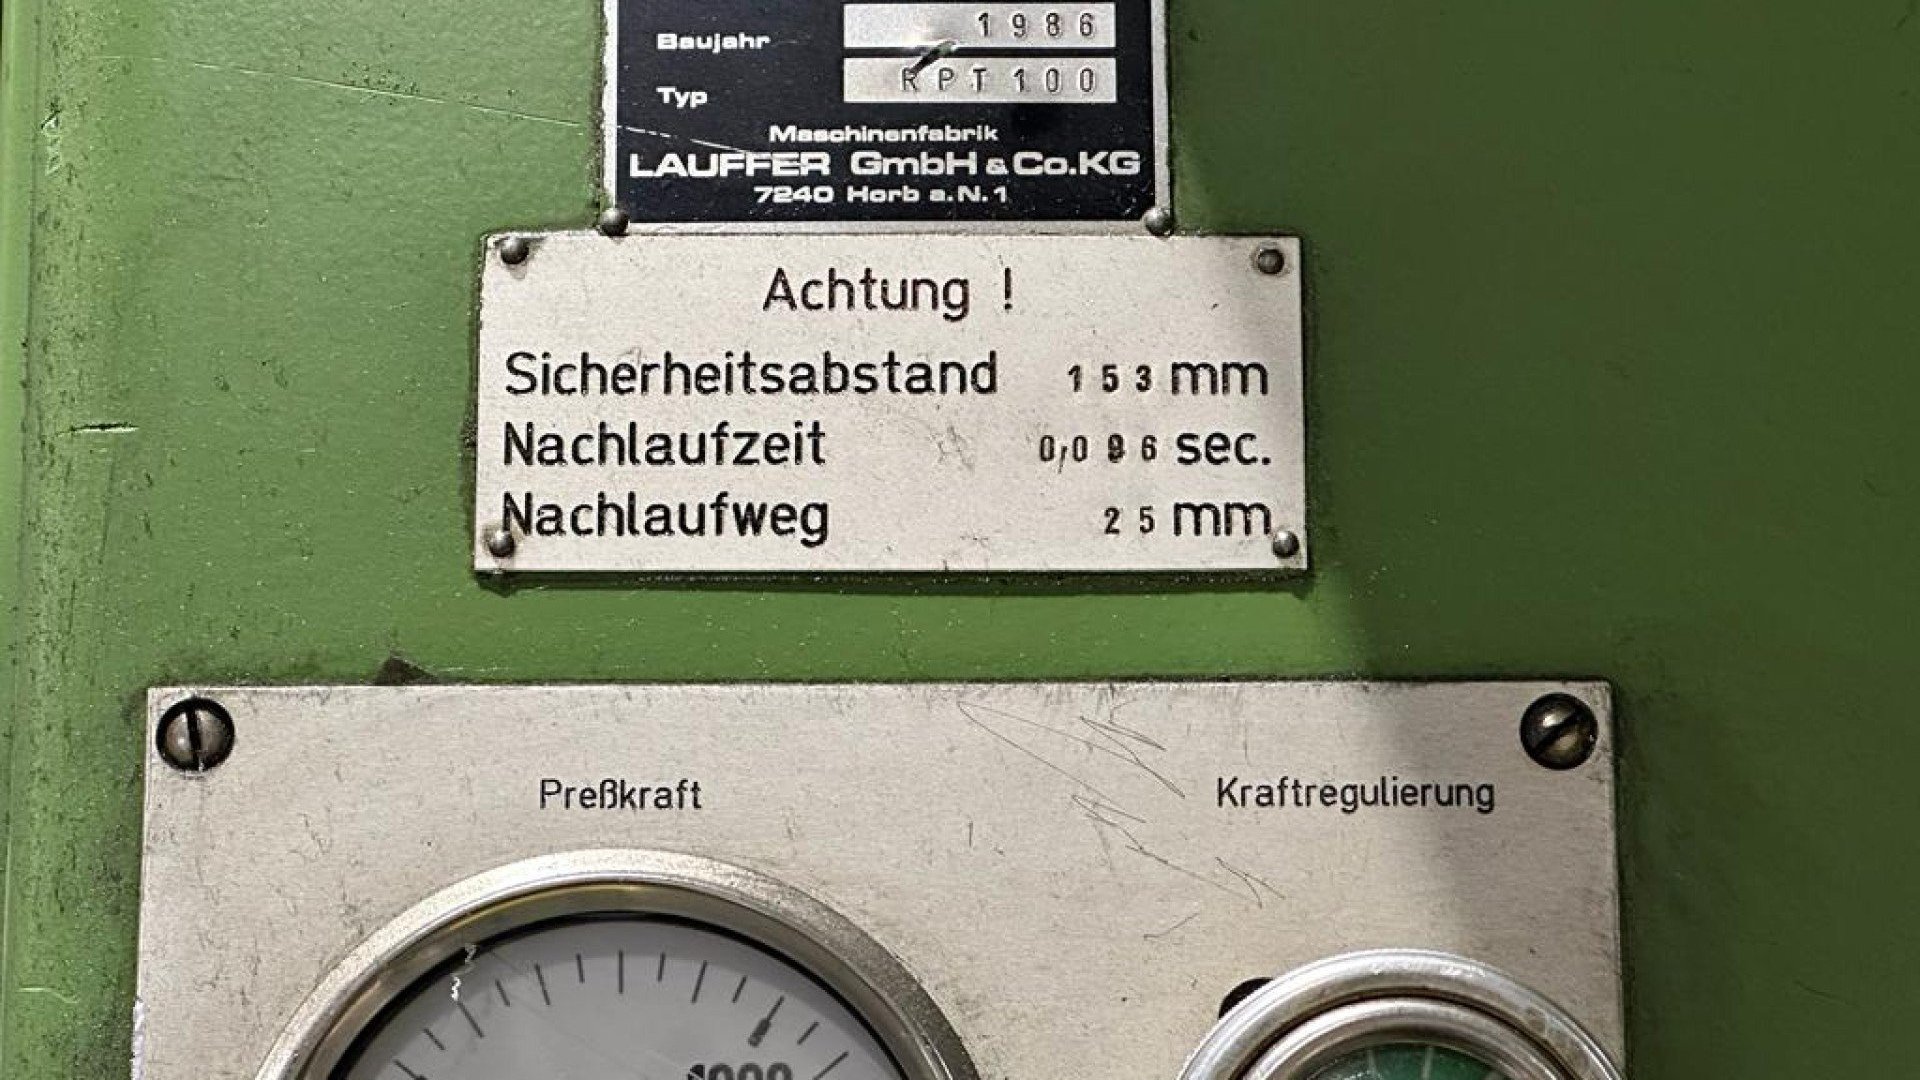 Baujahr 1986
Typ RPT 100
Maschinenfabrik
LAUFFER GmbH & Co.KG
7240 Horb a.N.1
Achtung !
Sicherheitsabstand 153 mm
Nachlaufzeit 0,096 sec.
Nachlaufweg 25 mm
Preßkraft
Kraftregulierung
1000